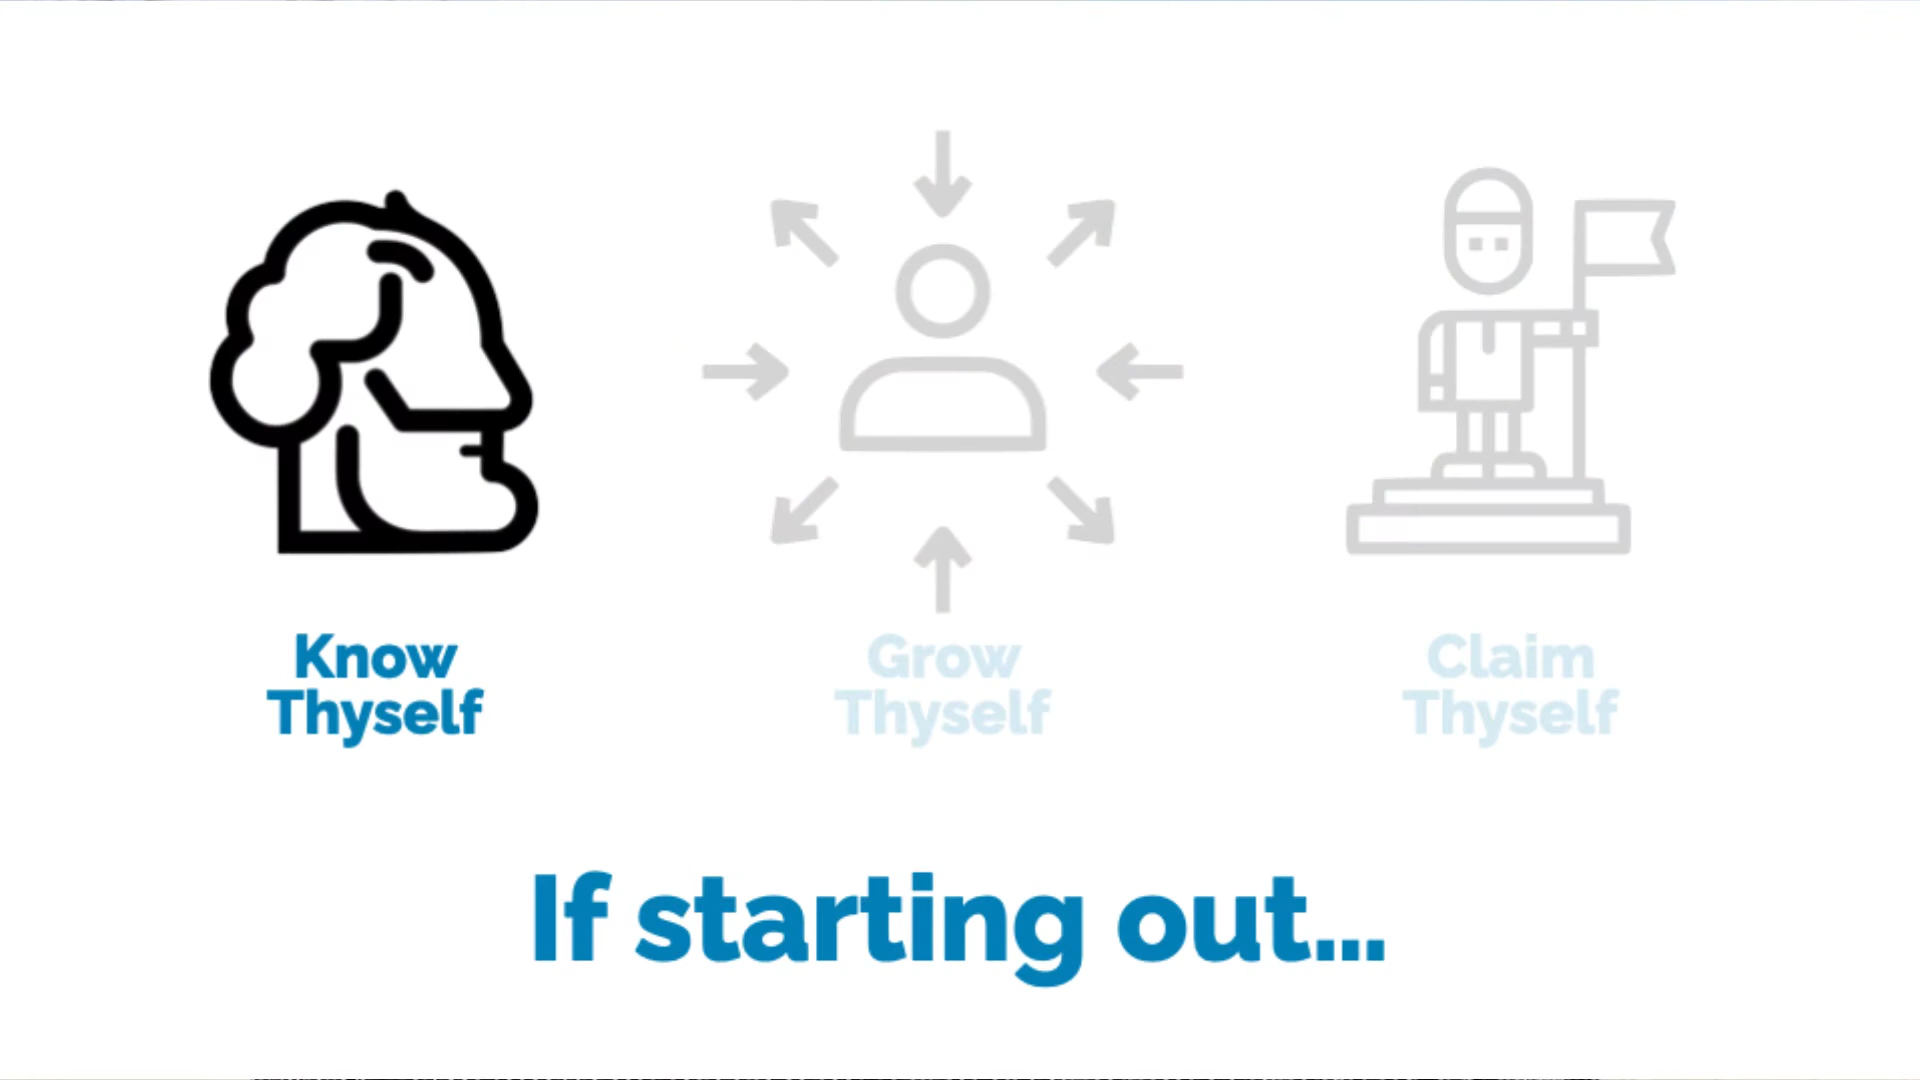 Know
Thyself
Grow
Thyself
Claim
Thyself
If starting out...